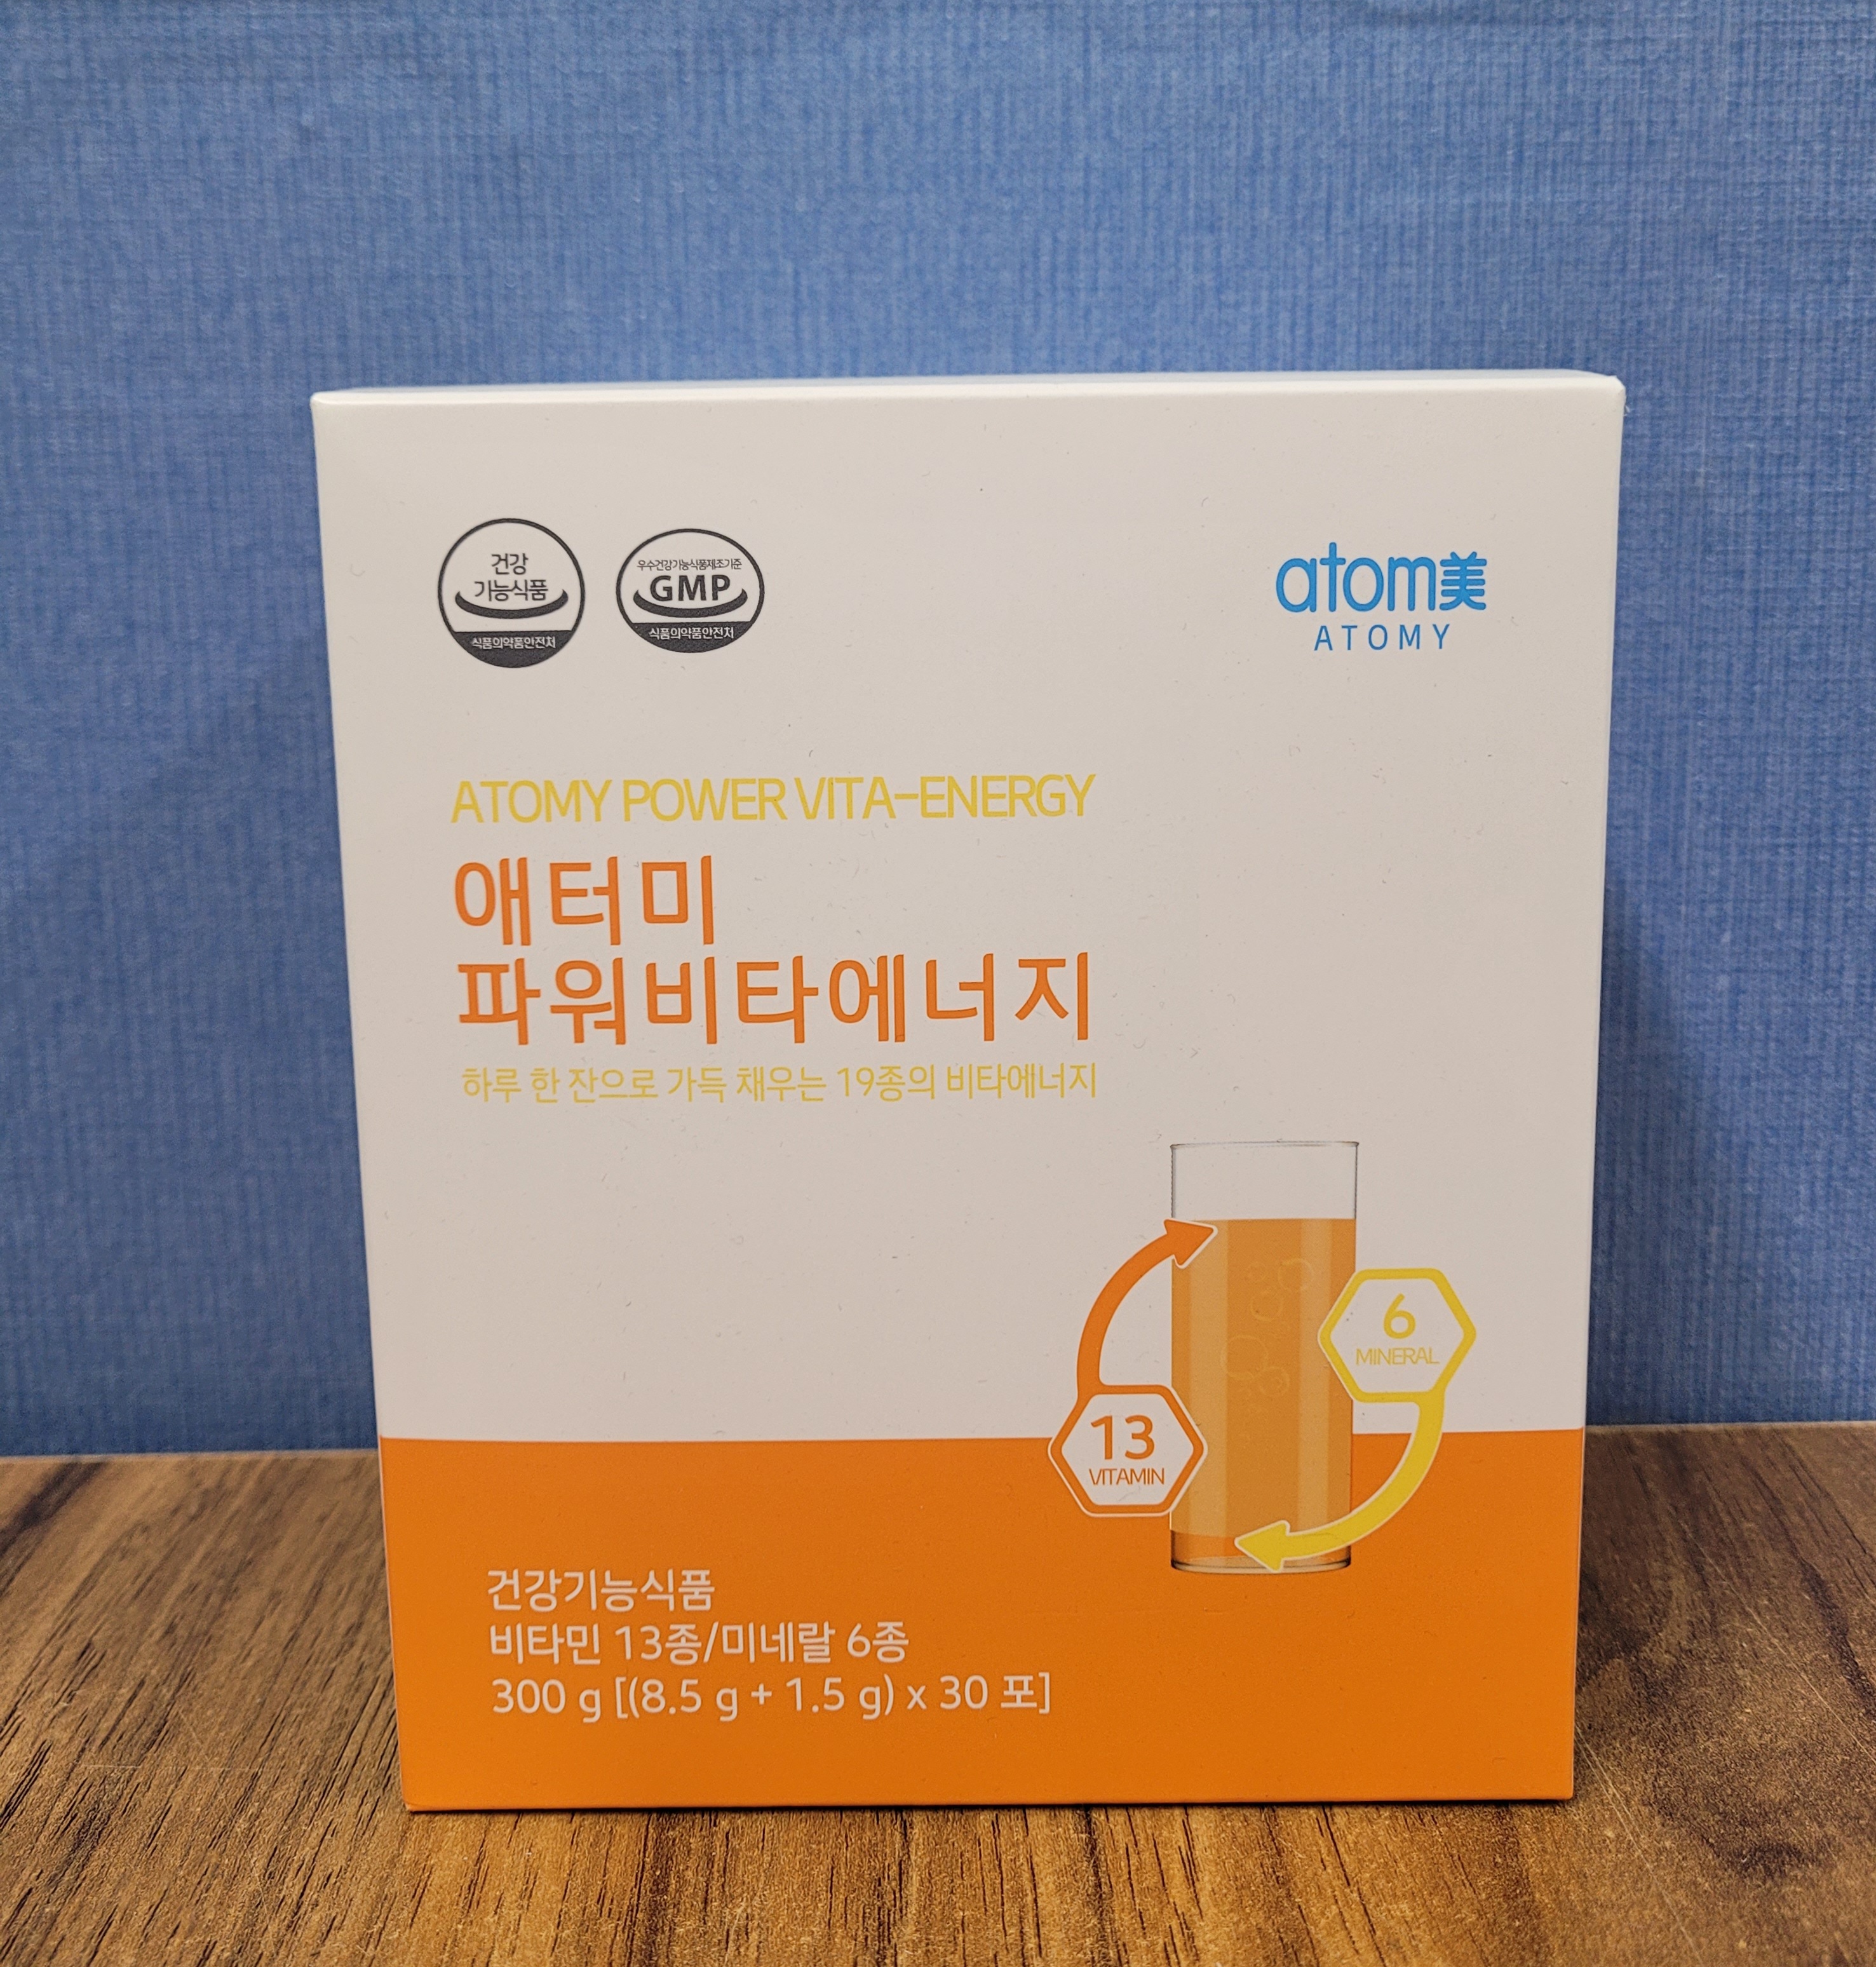 건강
기능식품
식품의약품안전처
우수건강기능식품제조기준
GMP
식품의약품안전처
atom美
ATOMY
ATOMY POWER VITA-ENERGY
애터미
파워비타에너지
하루 한 잔으로 가득 채우는 19종의 비타에너지
6
MINERAL
13
VITAMIN
건강기능식품
비타민 13종/미네랄 6종
300 g [(8.5 g + 1.5 g) x 30 포]